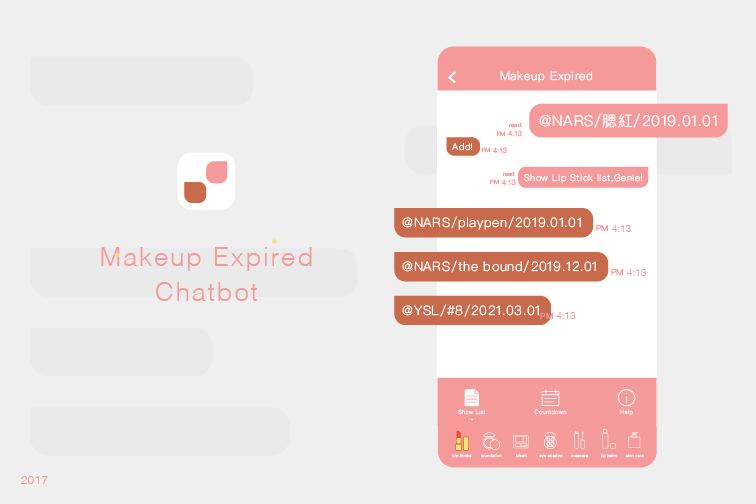 Makeup Expired
Chatbot
2017
Makeup Expired
@NARS/腮紅/2019.01.01
read
PM 4:13
Add!
PM 4:13
Show Lip Stick list,Genie!
read
PM 4:13
@NARS/playpen/2019.01.01
PM 4:13
@NARS/the bound/2019.12.01
PM 4:13
@YSL/#8/2021.03.01
PM 4:13
Show List
Countdown
Help
Lip Sticks
foundation
blush
eye shadow
mascara
lip balm
skin care